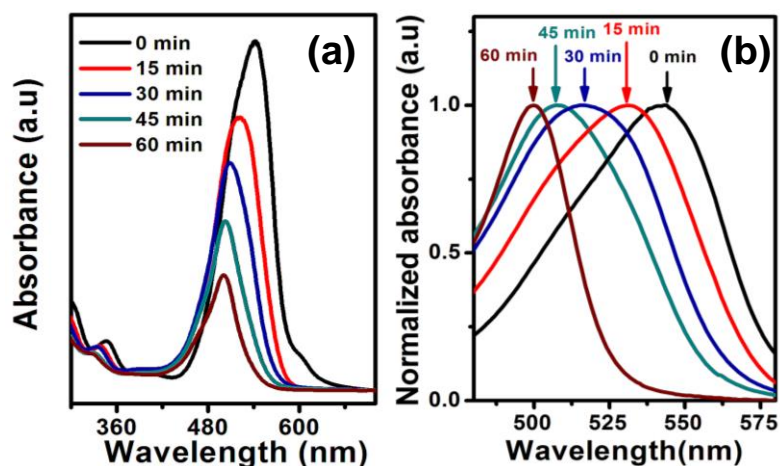 Absorbance (a.u)
(a)
0 min
15 min
30 min
45 min
60 min
360
480
600
Wavelength (nm)
Normalized absorbance (a.u)
(b)
45 min
15 min
60 min
30 min
0 min
1.0
0.5
0.0
500
525
550
575
Wavelength(nm)